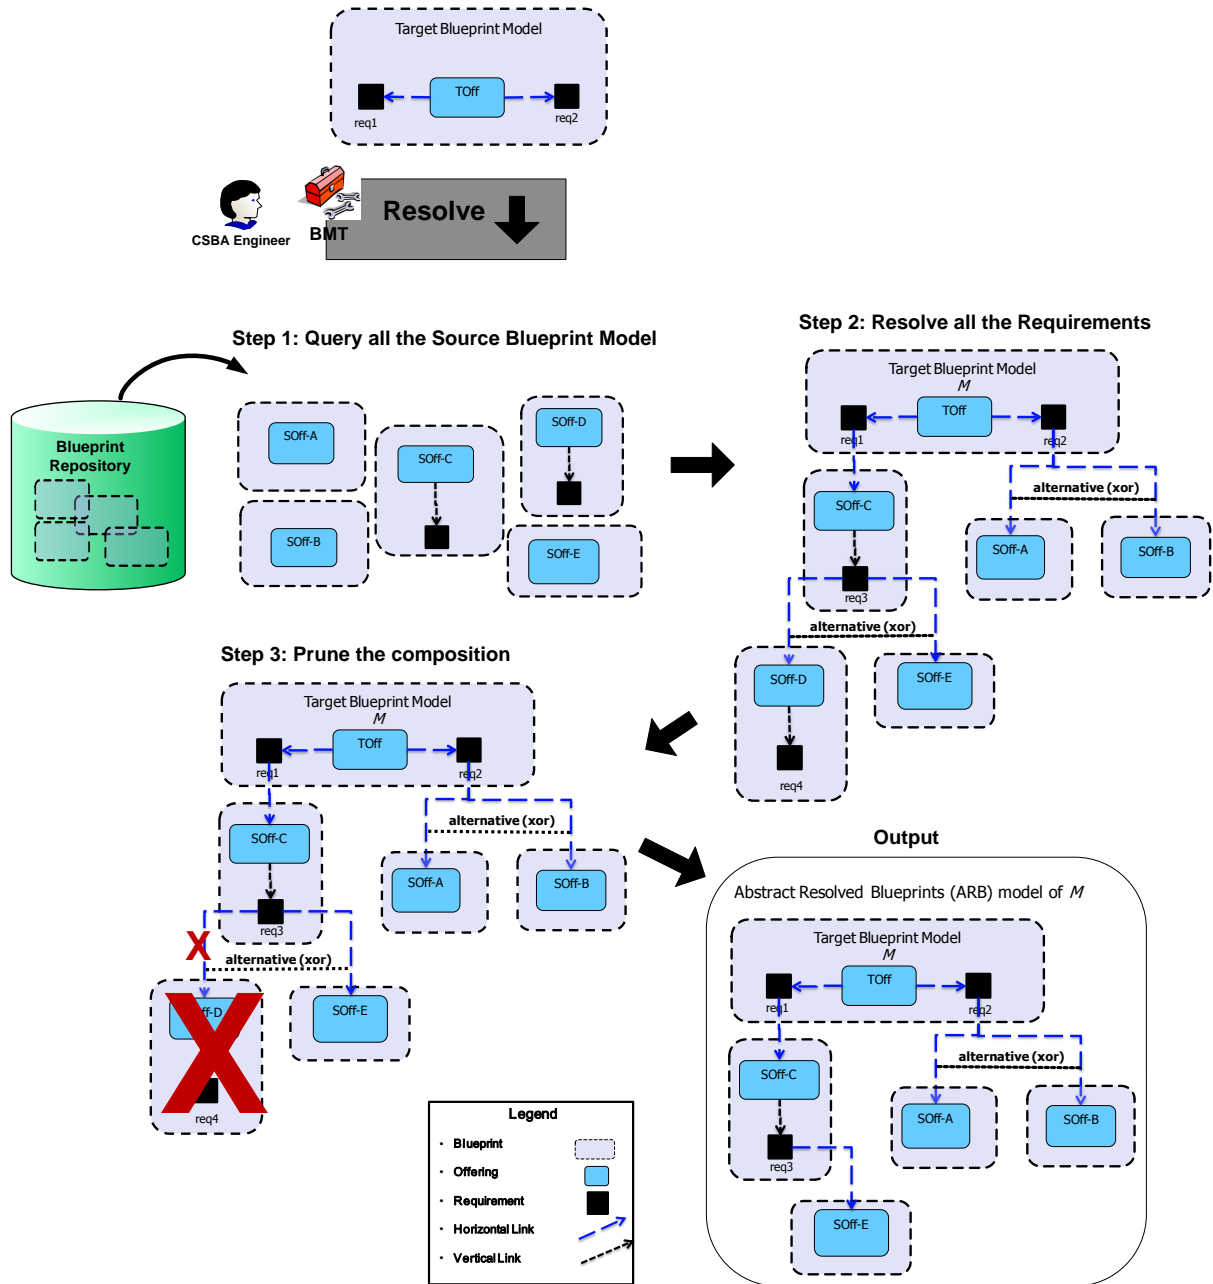 Target Blueprint Model
TOff
req1
req2
Resolve
CSBA Engineer
BMT
Step 1: Query all the Source Blueprint Model
Blueprint
Repository
SOff-A
SOff-B
SOff-C
SOff-D
SOff-E
Step 2: Resolve all the Requirements
Target Blueprint Model
M
TOff
req1
req2
SOff-C
req3
alternative (xor)
SOff-A
SOff-B
alternative (xor)
SOff-D
req4
SOff-E
Step 3: Prune the composition
Target Blueprint Model
M
TOff
req1
req2
SOff-C
req3
alternative (xor)
SOff-A
SOff-B
X
alternative (xor)
SOff-D
X
req4
SOff-E
Output
Abstract Resolved Blueprints (ARB) model of M
Target Blueprint Model
M
TOff
req1
req2
SOff-C
req3
alternative (xor)
SOff-A
SOff-B
SOff-E
Legend
• Blueprint
• Offering
• Requirement
• Horizontal Link
• Vertical Link